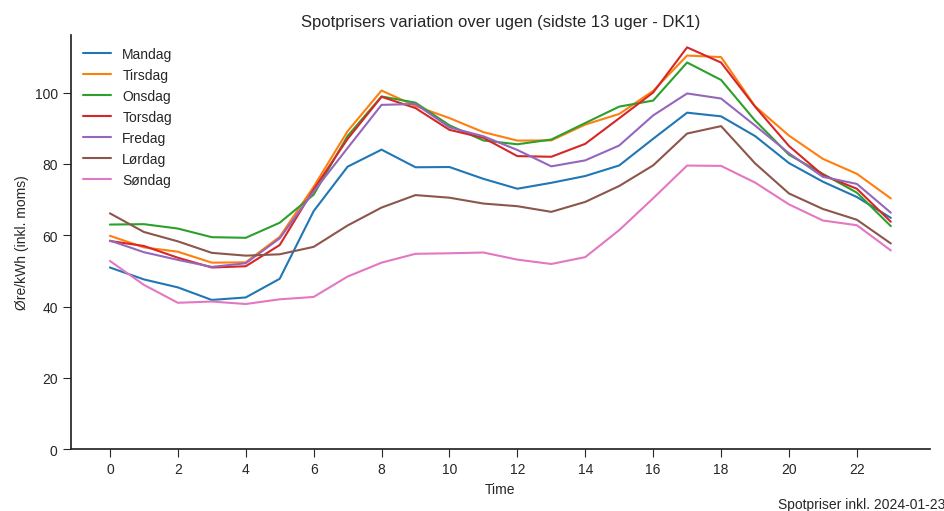 Spotprisers variation over ugen (sidste 13 uger - DK1)
Mandag
Tirsdag
Onsdag
Torsdag
Fredag
Lørdag
Søndag
Øre/kWh (inkl. moms)
100
80
60
40
20
0
0 2 4 6 8 10 12 14 16 18 20 22
Time
Spotpriser inkl. 2024-01-23